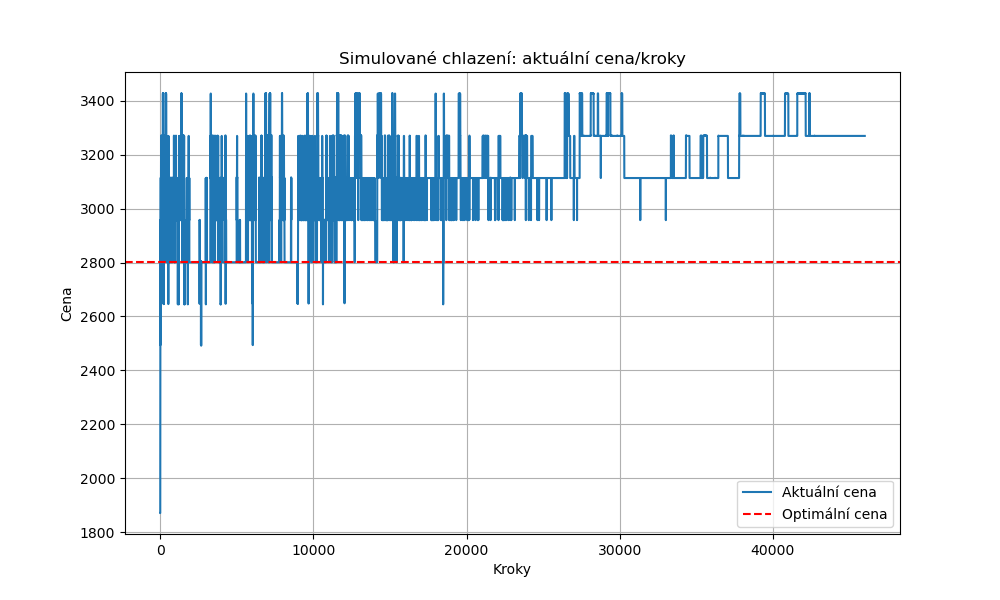 Simulované chlazení: aktuální cena/kroky
Cena
3400
3200
3000
2800
2600
2400
2200
2000
1800
0
10000
20000
30000
40000
Kroky
Aktuální cena
Optimální cena